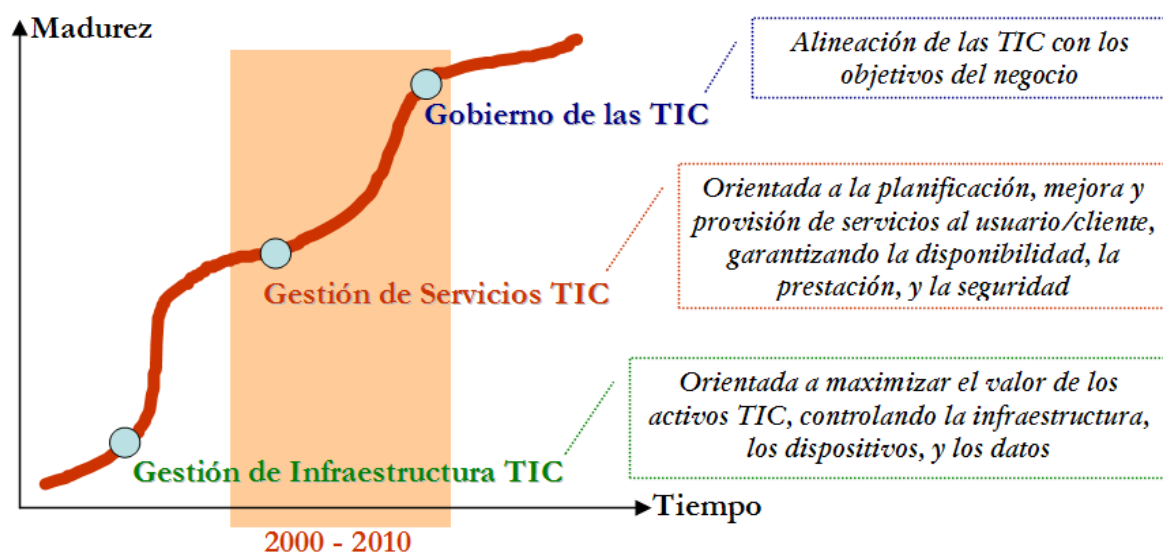 Madurez
Alineación de las TIC con los
objetivos del negocio
Gobierno de las TIC
Orientada a la planificación, mejora y
provisión de servicios al usuario/cliente,
garantizando la disponibilidad, la
prestación, y la seguridad
Gestión de Servicios TIC
Orientada a maximizar el valor de los
activos TIC, controlando la infraestructura,
los dispositivos, y los datos
Gestión de Infraestructura TIC
Tiempo
2000 - 2010